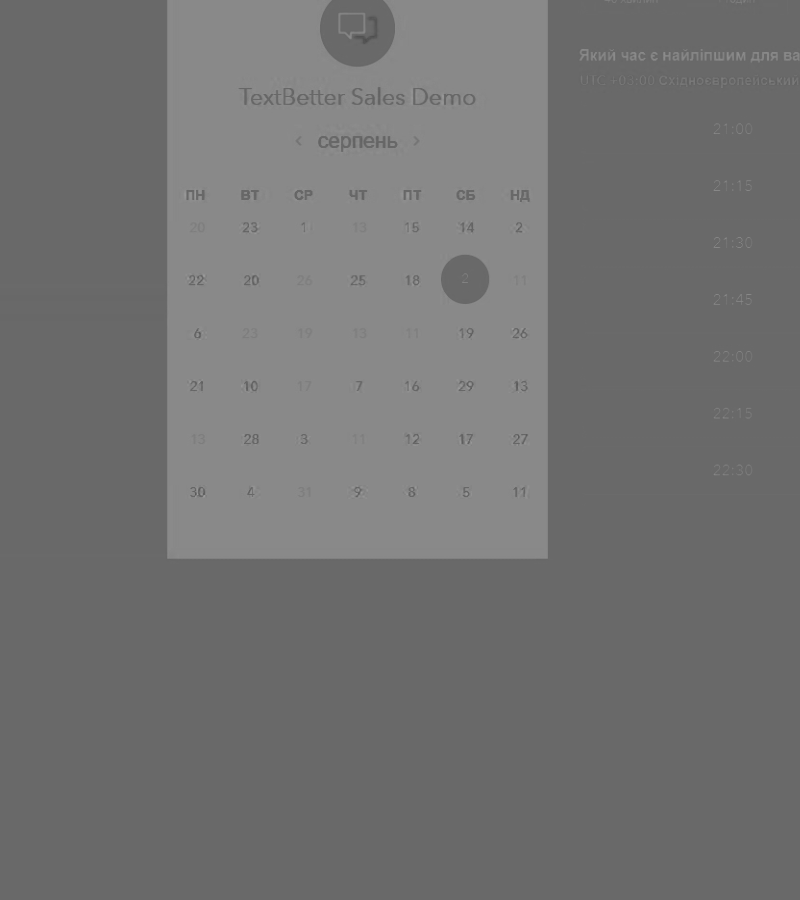 TextBetter Sales Demo
‹ серпень ›
ПН ВТ СР ЧТ ПТ СБ НД
20 23 1 13 15 14 2
22 20 26 25 18 2 11
6 23 19 13 11 19 26
21 10 17 7 16 29 13
13 28 3 11 12 17 27
30 4 31 9 8 5 11
Який час є найліпшим для ва
UTC +03:00 Східноєвропейський
21:00
21:15
21:30
21:45
22:00
22:15
22:30